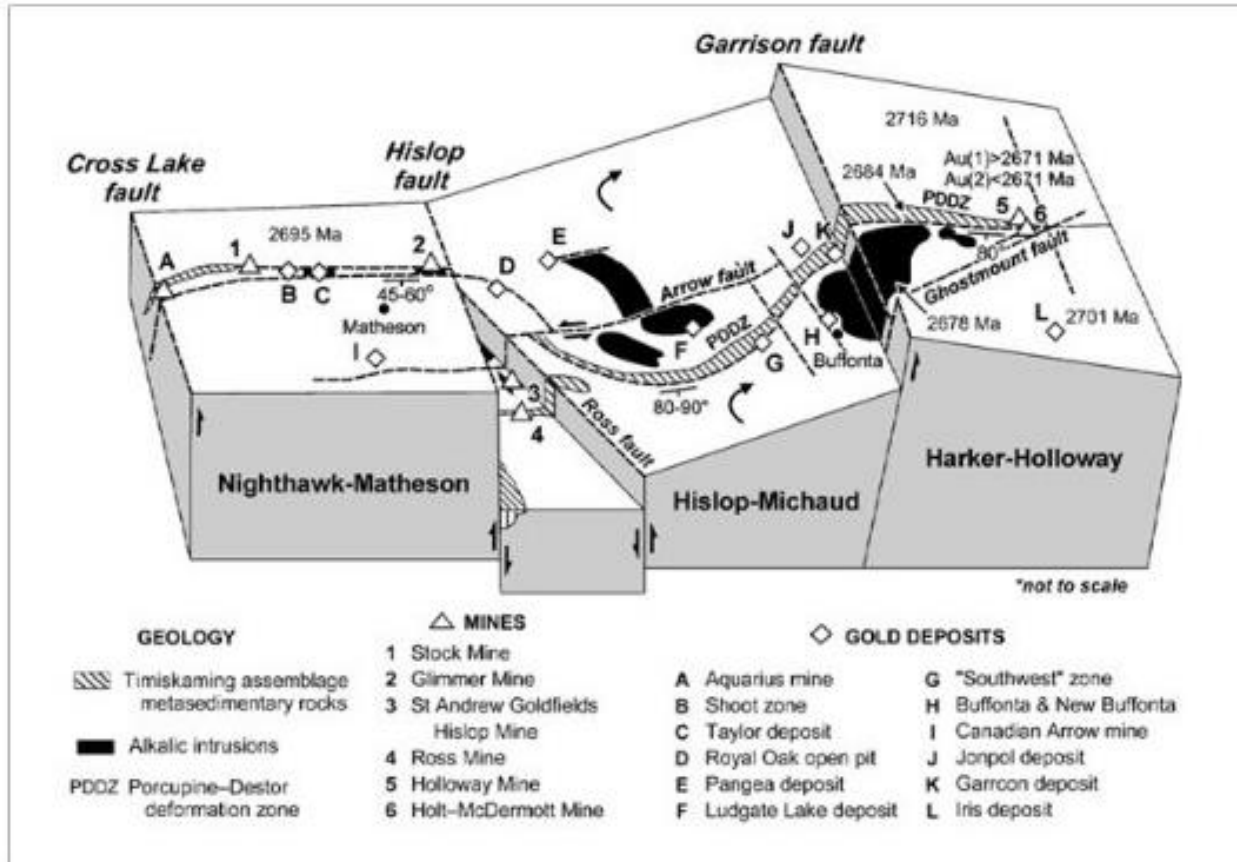 Garrison fault
Cross Lake
fault
Hislop
fault
2716 Ma
Au(1)>2671 Ma
Au(2)<2671 Ma
2684 Ma
PDDZ
5
6
80°
Ghostmount fault
2678 Ma
L
2701 Ma
A
1
2695 Ma
2
B
C
45-60°
Matheson
I
D
E
J
K
Arrow fault
PDDZ
F
G
H
Buffonta
3
4
80-90°
Ross fault
Nighthawk-Matheson
Hislop-Michaud
Harker-Holloway
*not to scale
GEOLOGY
Timiskaming assemblage
metasedimentary rocks
Alkalic intrusions
PDDZ Porcupine–Destor
deformation zone
MINES
1 Stock Mine
2 Glimmer Mine
3 St Andrew Goldfields
Hislop Mine
4 Ross Mine
5 Holloway Mine
6 Holt–McDermott Mine
GOLD DEPOSITS
A Aquarius mine
B Shoot zone
C Taylor deposit
D Royal Oak open pit
E Pangea deposit
F Ludgate Lake deposit
G "Southwest" zone
H Buffonta & New Buffonta
I Canadian Arrow mine
J Jonpol deposit
K Garrcon deposit
L Iris deposit